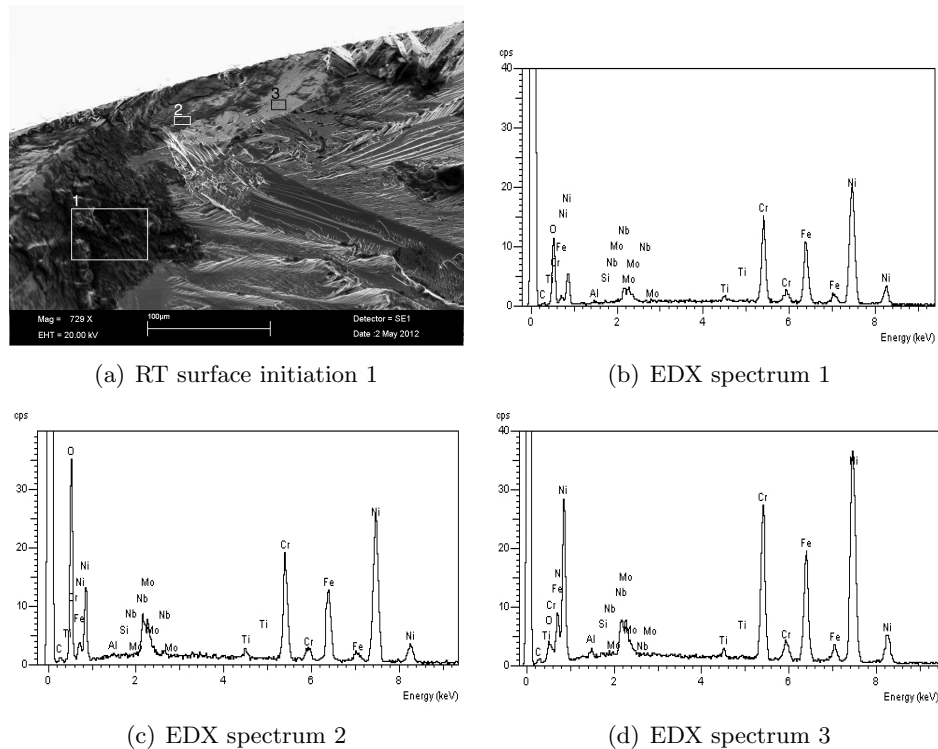 1
2
3
Mag = 729 X
EHT = 20.00 kV
100µm
Detector = SE1
Date :2 May 2012
(a) RT surface initiation 1
cps
40
30
20
10
0
0 2 4 6 8
Energy (keV)
C
Ti
O
Cr
Fe
Ni
Ni
Al
Si
Nb
Mo
Nb
Nb
Mo
Mo
Ti
Ti
Cr
Cr
Fe
Fe
Ni
Ni
(b) EDX spectrum 1
cps
40
30
20
10
0
0 2 4 6 8
Energy (keV)
C
Ti
O
Fe
Ni
Ni
Al
Si
Nb
Mo
Nb
Mo
Nb
Mo
Mo
Ti
Ti
Cr
Cr
Fe
Fe
Ni
Ni
(c) EDX spectrum 2
cps
40
30
20
10
0
0 2 4 6 8
Energy (keV)
C
Ti
O
Cr
Fe
Ni
Al
Si
Mo
Nb
Nb
Mo
Mo
Nb
Mo
Ti
Ti
Cr
Cr
Fe
Fe
Ni
Ni
(d) EDX spectrum 3